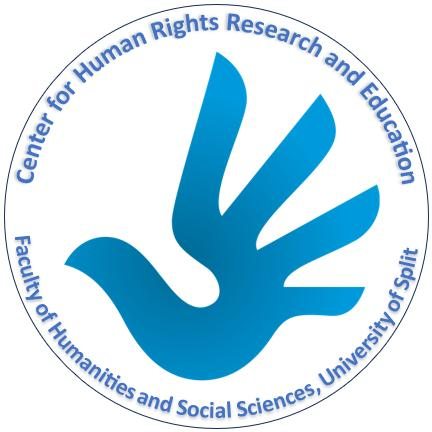 Center for Human Rights Research and Education
Faculty of Humanities and Social Sciences, University of Split